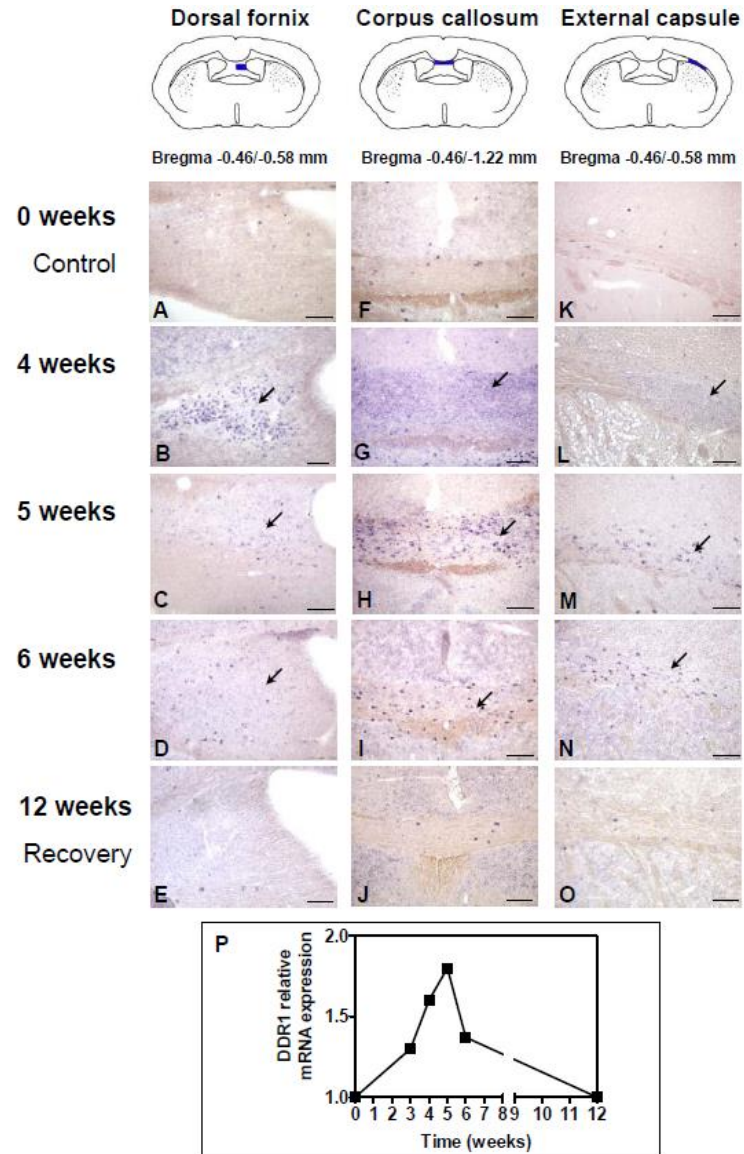 Dorsal fornix Corpus callosum External capsule
Bregma -0.46/-0.58 mm Bregma -0.46/-1.22 mm Bregma -0.46/-0.58 mm
0 weeks
Control
A F K
4 weeks
B G L
5 weeks
C H M
6 weeks
D I N
12 weeks
Recovery
E J O
P
DDR1 relative
mRNA expression
2.0
1.5
1.0
0 1 2 3 4 5 6 7 8 9 10 11 12
Time (weeks)